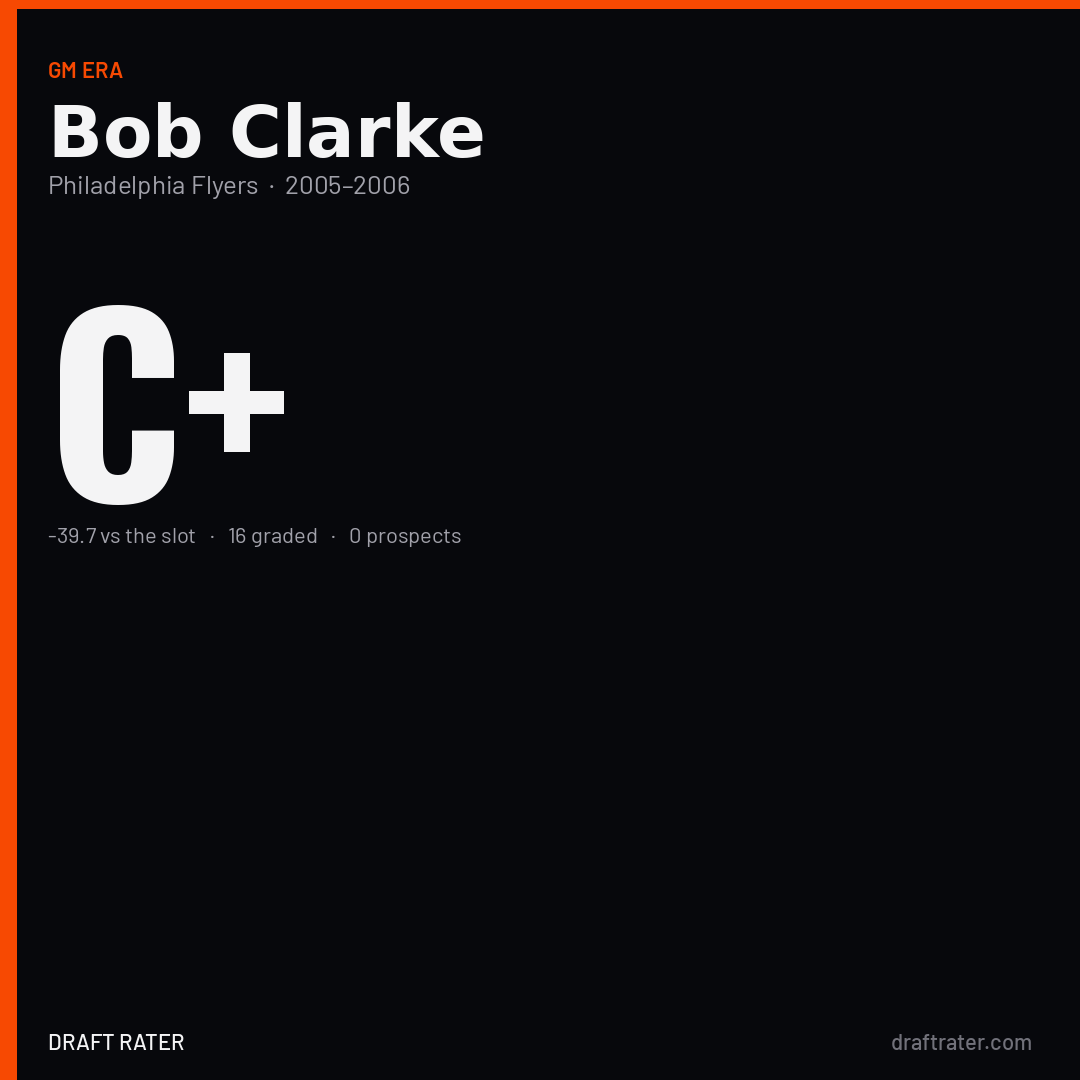 GM ERA
Bob Clarke
Philadelphia Flyers · 2005–2006
C+
-39.7 vs the slot · 16 graded · 0 prospects
DRAFT RATER
draftrater.com